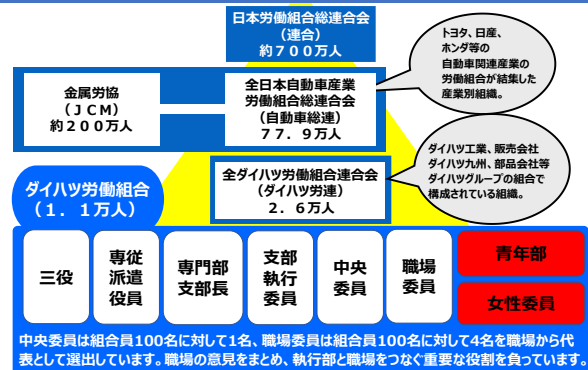 日本労働組合総連合会
(連合)
約700万人
トヨタ、日産、
ホンダ等の
自動車関連産業の
労働組合が結集した
産業別組織。
金属労協
(JCM)
約200万人
全日本自動車産業
労働組合総連合会
(自動車総連)
77.9万人
ダイハツ工業、販売会社
ダイハツ九州、部品会社等
ダイハツグループの組合で
構成されている組織。
全ダイハツ労働組合連合会
(ダイハツ労連)
2.6万人
ダイハツ労働組合
(1.1万人)
三役
専従
派遣
役員
専門部
支部長
支部
執行
委員
中央
委員
職場
委員
青年部
女性委員
中央委員は組合員100名に対して1名、職場委員は組合員100名に対して4名を職場から代
表として選出しています。職場の意見をまとめ、執行部と職場をつなぐ重要な役割を負っています。